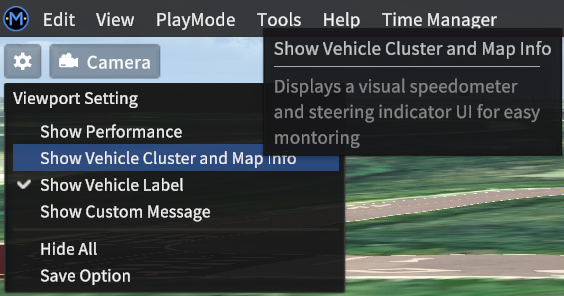 M Edit View PlayMode Tools Help Time Manager
Show Vehicle Cluster and Map Info
Displays a visual speedometer
and steering indicator UI for easy
montoring
Camera
Viewport Setting
Show Performance
Show Vehicle Cluster and Map Info
Show Vehicle Label
Show Custom Message
Hide All
Save Option